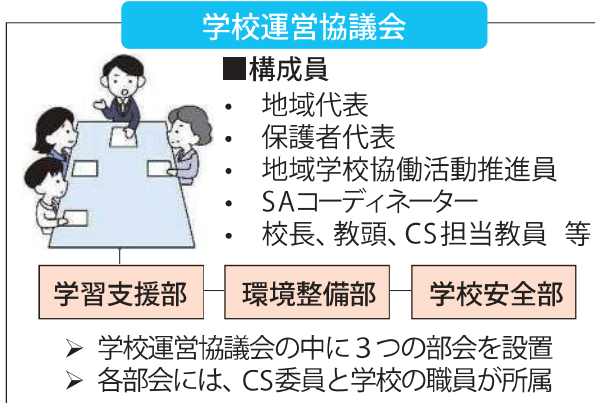 学校運営協議会
■構成員
・ 地域代表
・ 保護者代表
・ 地域学校協働活動推進員
・ SAコーディネーター
・ 校長、教頭、CS担当教員 等
学習支援部 環境整備部 学校安全部
➢ 学校運営協議会の中に３つの部会を設置
➢ 各部会には、CS委員と学校の職員が所属